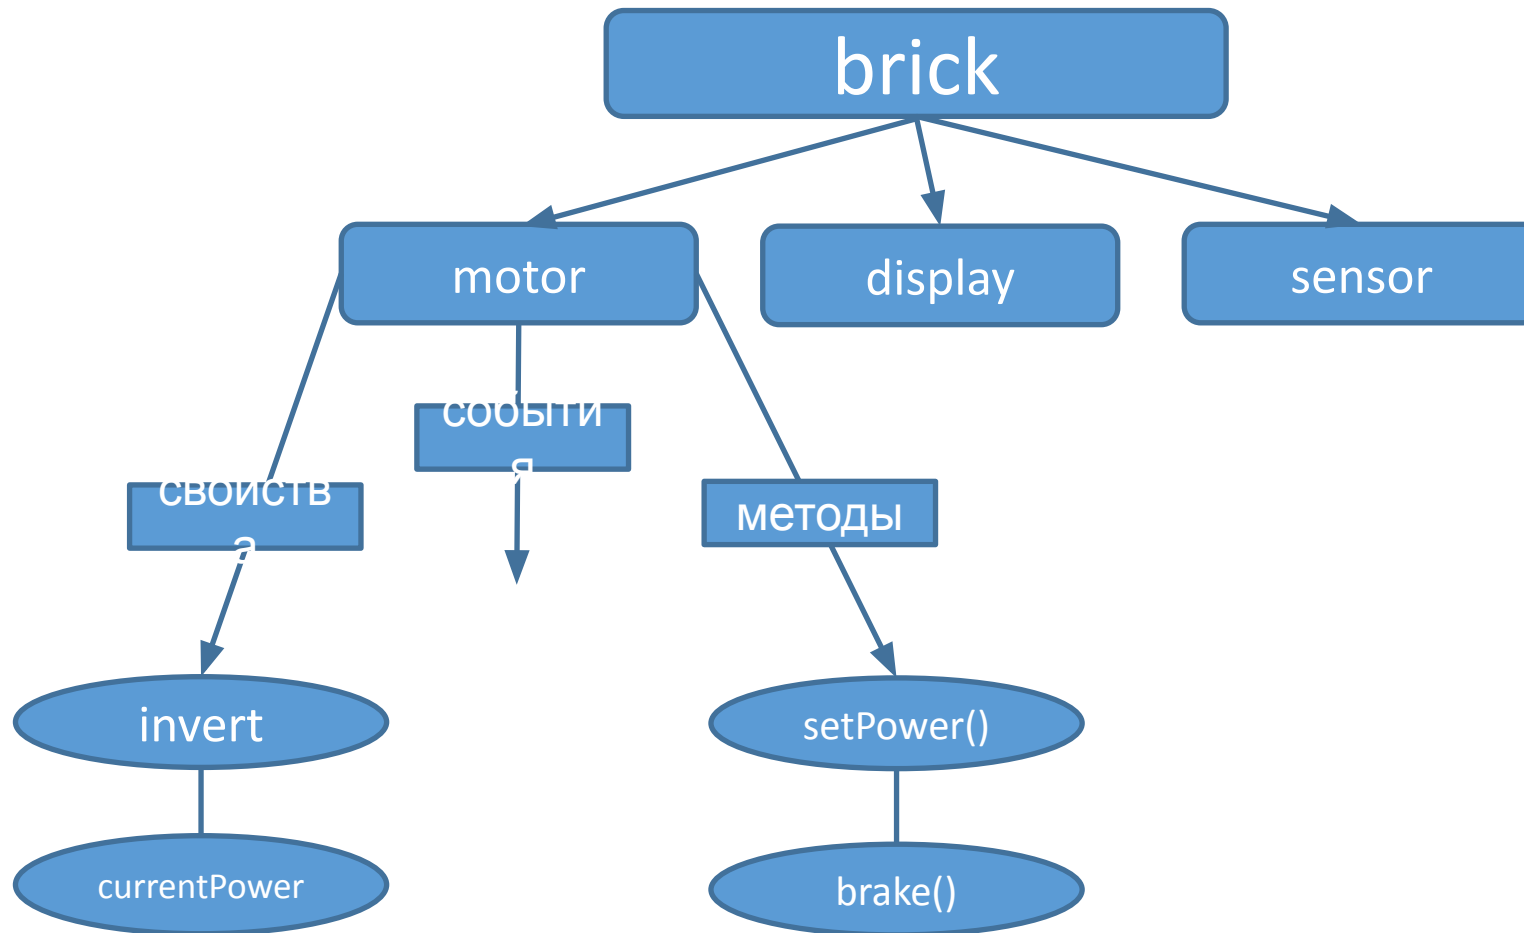 brick
motor
display
sensor
событи
я
свойств
а
методы
invert
setPower()
currentPower
brake()